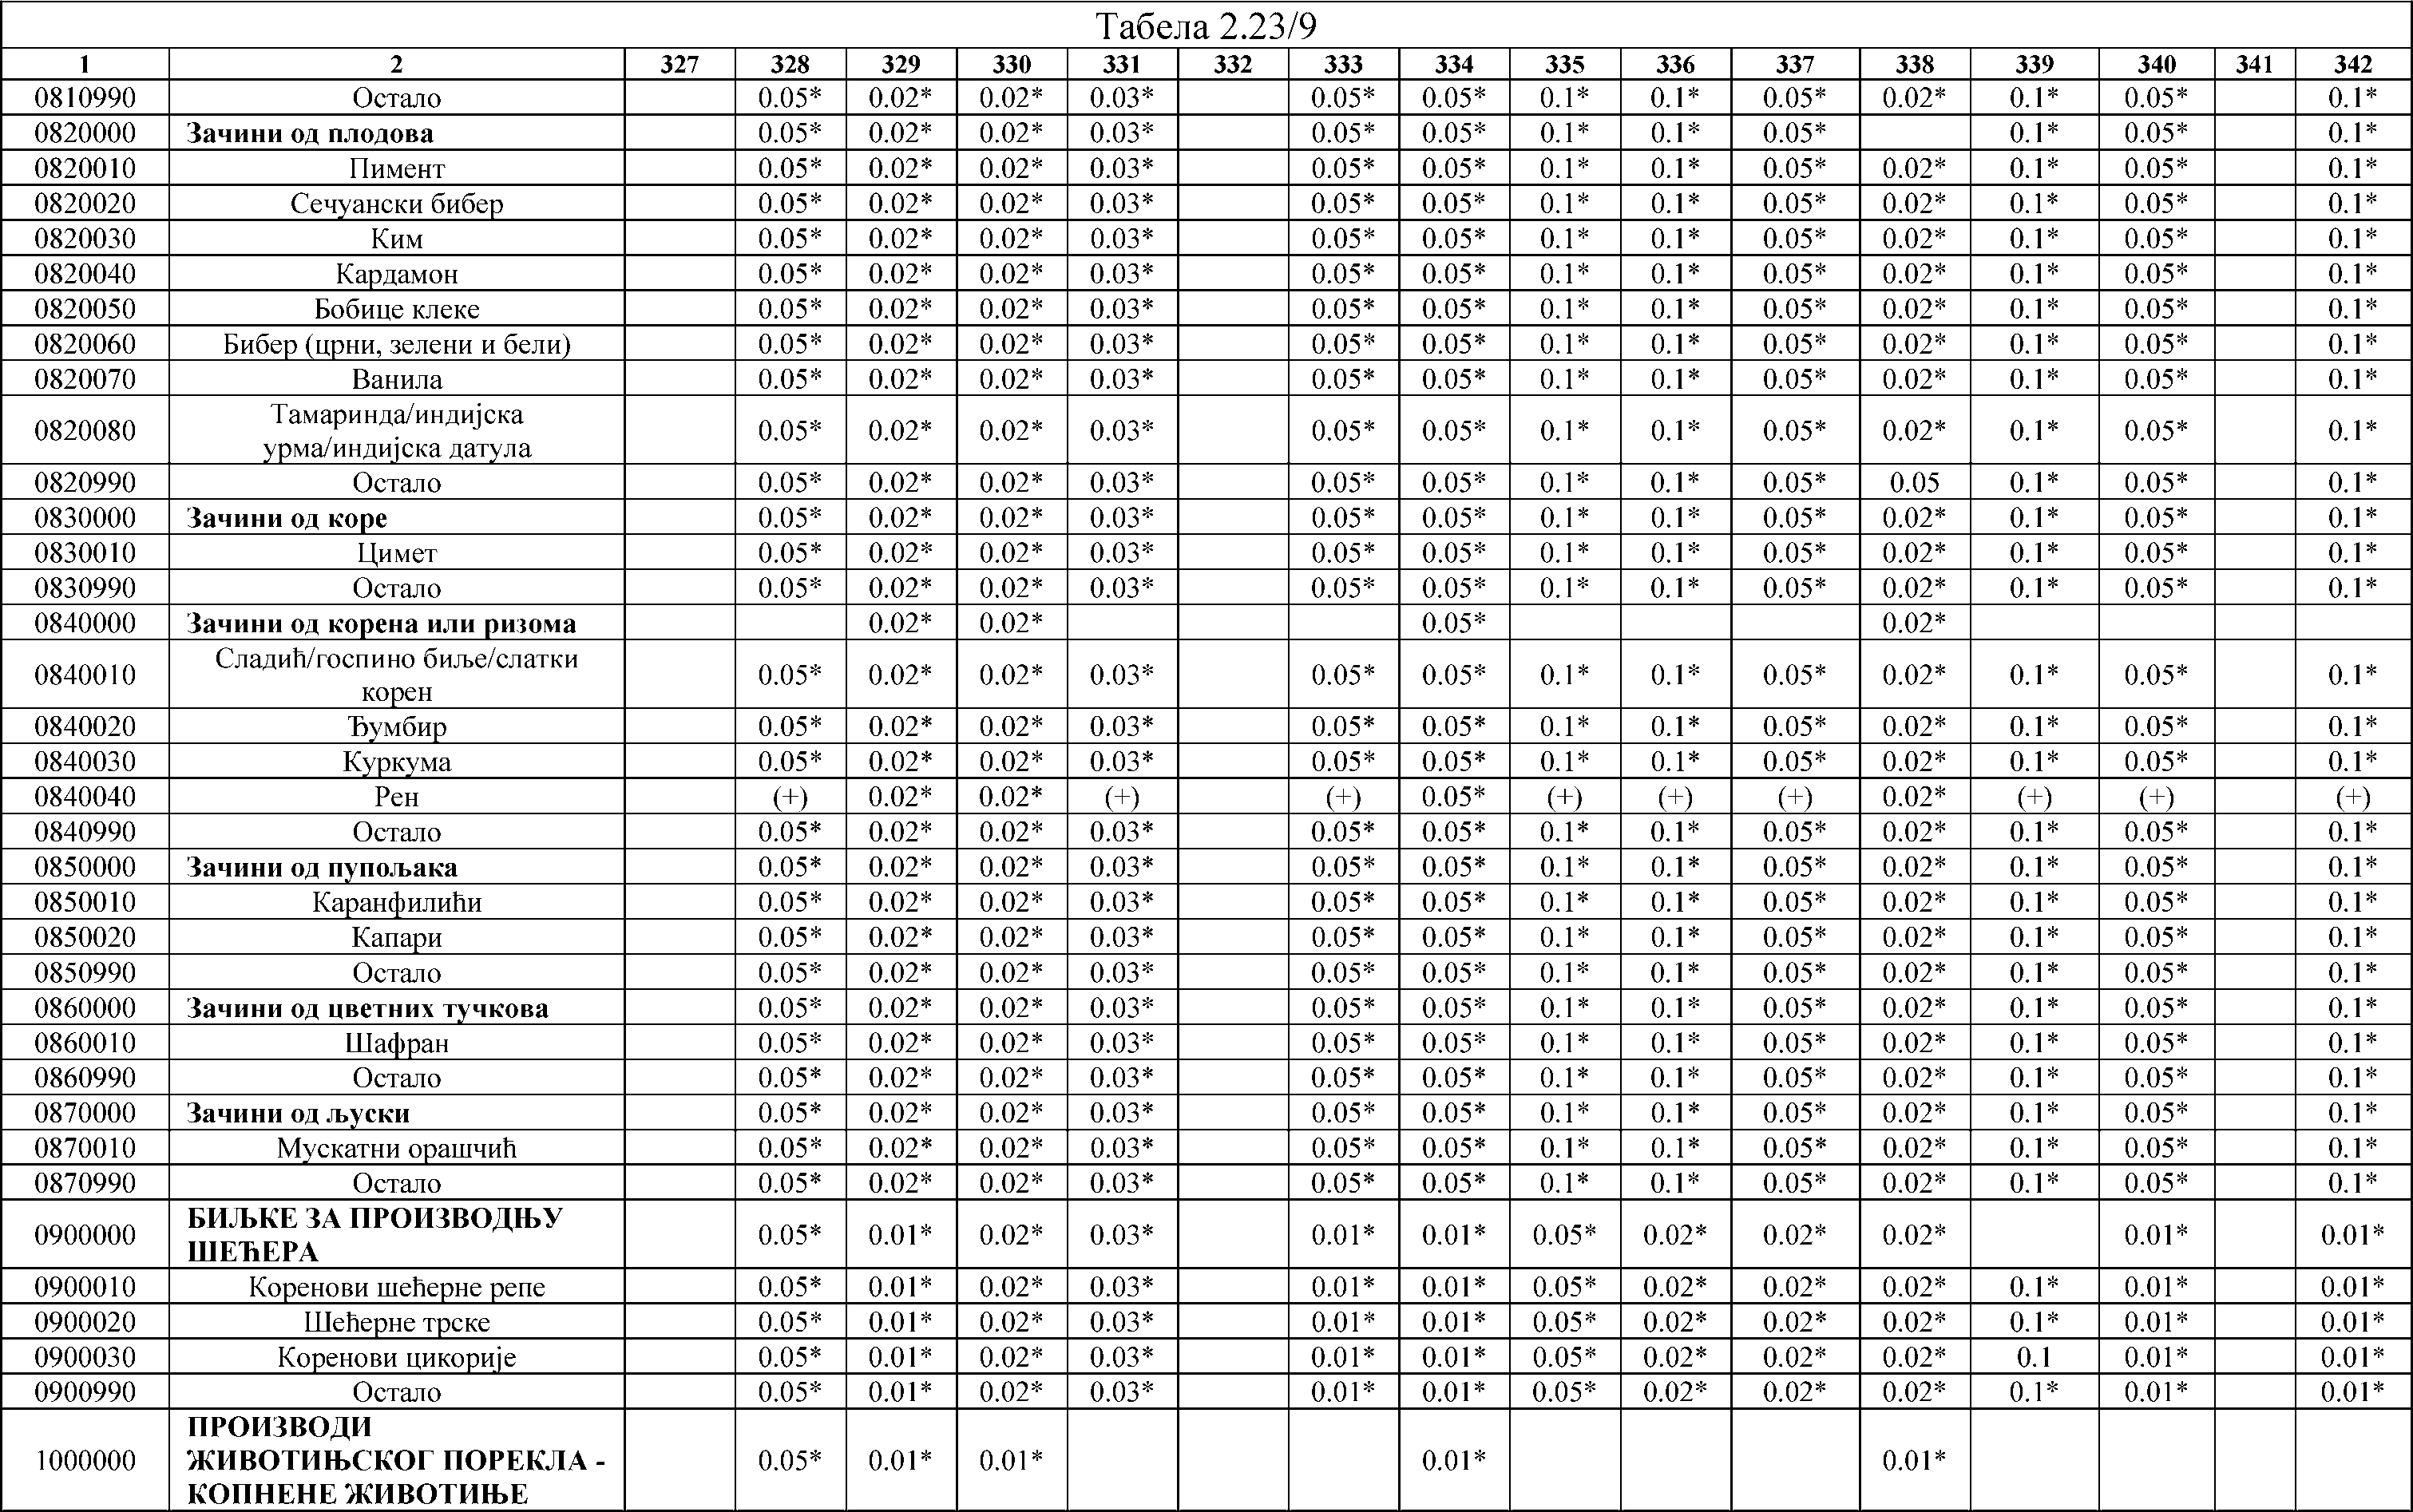 Табела 2.23/9
1 2 327 328 329 330 331 332 333 334 335 336 337 338 339 340 341 342
0810990 Остало 0.05* 0.02* 0.02* 0.03* 0.05* 0.05* 0.1* 0.1* 0.05* 0.02* 0.1* 0.05* 0.1*
0820000 Зачини од плодова 0.05* 0.02* 0.02* 0.03* 0.05* 0.05* 0.1* 0.1* 0.05* 0.1* 0.05* 0.1*
0820010 Пимент 0.05* 0.02* 0.02* 0.03* 0.05* 0.05* 0.1* 0.1* 0.05* 0.02* 0.1* 0.05* 0.1*
0820020 Сечуански бибер 0.05* 0.02* 0.02* 0.03* 0.05* 0.05* 0.1* 0.1* 0.05* 0.02* 0.1* 0.05* 0.1*
0820030 Ким 0.05* 0.02* 0.02* 0.03* 0.05* 0.05* 0.1* 0.1* 0.05* 0.02* 0.1* 0.05* 0.1*
0820040 Кардамон 0.05* 0.02* 0.02* 0.03* 0.05* 0.05* 0.1* 0.1* 0.05* 0.02* 0.1* 0.05* 0.1*
0820050 Бобице клеке 0.05* 0.02* 0.02* 0.03* 0.05* 0.05* 0.1* 0.1* 0.05* 0.02* 0.1* 0.05* 0.1*
0820060 Бибер (црни, зелени и бели) 0.05* 0.02* 0.02* 0.03* 0.05* 0.05* 0.1* 0.1* 0.05* 0.02* 0.1* 0.05* 0.1*
0820070 Ванила 0.05* 0.02* 0.02* 0.03* 0.05* 0.05* 0.1* 0.1* 0.05* 0.02* 0.1* 0.05* 0.1*
Тамаринда/индијска
0820080 урма/индијска датула 0.05* 0.02* 0.02* 0.03* 0.05* 0.05* 0.1* 0.1* 0.05* 0.02* 0.1* 0.05* 0.1*
0820990 Остало 0.05* 0.02* 0.02* 0.03* 0.05* 0.05* 0.1* 0.1* 0.05* 0.05 0.1* 0.05* 0.1*
0830000 Зачини од коре 0.05* 0.02* 0.02* 0.03* 0.05* 0.05* 0.1* 0.1* 0.05* 0.02* 0.1* 0.05* 0.1*
0830010 Цимет 0.05* 0.02* 0.02* 0.03* 0.05* 0.05* 0.1* 0.1* 0.05* 0.02* 0.1* 0.05* 0.1*
0830990 Остало 0.05* 0.02* 0.02* 0.03* 0.05* 0.05* 0.1* 0.1* 0.05* 0.02* 0.1* 0.05* 0.1*
0840000 Зачини од корена или ризома 0.02* 0.02* 0.05* 0.02*
Сладић/госпино биље/слатки
0840010 корен 0.05* 0.02* 0.02* 0.03* 0.05* 0.05* 0.1* 0.1* 0.05* 0.02* 0.1* 0.05* 0.1*
0840020 Ђумбир 0.05* 0.02* 0.02* 0.03* 0.05* 0.05* 0.1* 0.1* 0.05* 0.02* 0.1* 0.05* 0.1*
0840030 Куркума 0.05* 0.02* 0.02* 0.03* 0.05* 0.05* 0.1* 0.1* 0.05* 0.02* 0.1* 0.05* 0.1*
0840040 Рен (+) 0.02* 0.02* (+) (+) 0.05* (+) (+) (+) 0.02* (+) (+) (+)
0840990 Остало 0.05* 0.02* 0.02* 0.03* 0.05* 0.05* 0.1* 0.1* 0.05* 0.02* 0.1* 0.05* 0.1*
0850000 Зачини од пупољака 0.05* 0.02* 0.02* 0.03* 0.05* 0.05* 0.1* 0.1* 0.05* 0.02* 0.1* 0.05* 0.1*
0850010 Каранфилићи 0.05* 0.02* 0.02* 0.03* 0.05* 0.05* 0.1* 0.1* 0.05* 0.02* 0.1* 0.05* 0.1*
0850020 Капари 0.05* 0.02* 0.02* 0.03* 0.05* 0.05* 0.1* 0.1* 0.05* 0.02* 0.1* 0.05* 0.1*
0850990 Остало 0.05* 0.02* 0.02* 0.03* 0.05* 0.05* 0.1* 0.1* 0.05* 0.02* 0.1* 0.05* 0.1*
0860000 Зачини од цветних тучкова 0.05* 0.02* 0.02* 0.03* 0.05* 0.05* 0.1* 0.1* 0.05* 0.02* 0.1* 0.05* 0.1*
0860010 Шафран 0.05* 0.02* 0.02* 0.03* 0.05* 0.05* 0.1* 0.1* 0.05* 0.02* 0.1* 0.05* 0.1*
0860990 Остало 0.05* 0.02* 0.02* 0.03* 0.05* 0.05* 0.1* 0.1* 0.05* 0.02* 0.1* 0.05* 0.1*
0870000 Зачини од љуски 0.05* 0.02* 0.02* 0.03* 0.05* 0.05* 0.1* 0.1* 0.05* 0.02* 0.1* 0.05* 0.1*
0870010 Мускатни орашчић 0.05* 0.02* 0.02* 0.03* 0.05* 0.05* 0.1* 0.1* 0.05* 0.02* 0.1* 0.05* 0.1*
0870990 Остало 0.05* 0.02* 0.02* 0.03* 0.05* 0.05* 0.1* 0.1* 0.05* 0.02* 0.1* 0.05* 0.1*
БИЉКЕ ЗА ПРОИЗВОДЊУ
0900000 ШЕЋЕРА 0.05* 0.01* 0.02* 0.03* 0.01* 0.01* 0.05* 0.02* 0.02* 0.02* 0.01* 0.01*
0900010 Коренови шећерне репе 0.05* 0.01* 0.02* 0.03* 0.01* 0.01* 0.05* 0.02* 0.02* 0.02* 0.1* 0.01* 0.01*
0900020 Шећерне трске 0.05* 0.01* 0.02* 0.03* 0.01* 0.01* 0.05* 0.02* 0.02* 0.02* 0.1* 0.01* 0.01*
0900030 Коренови цикорије 0.05* 0.01* 0.02* 0.03* 0.01* 0.01* 0.05* 0.02* 0.02* 0.02* 0.1 0.01* 0.01*
0900990 Остало 0.05* 0.01* 0.02* 0.03* 0.01* 0.01* 0.05* 0.02* 0.02* 0.02* 0.1* 0.01* 0.01*
ПРОИЗВОДИ
1000000 ЖИВОТИЊСКОГ ПОРЕКЛА - 0.05* 0.01* 0.01* 0.01* 0.01*
КОПНЕНЕ ЖИВОТИЊЕ